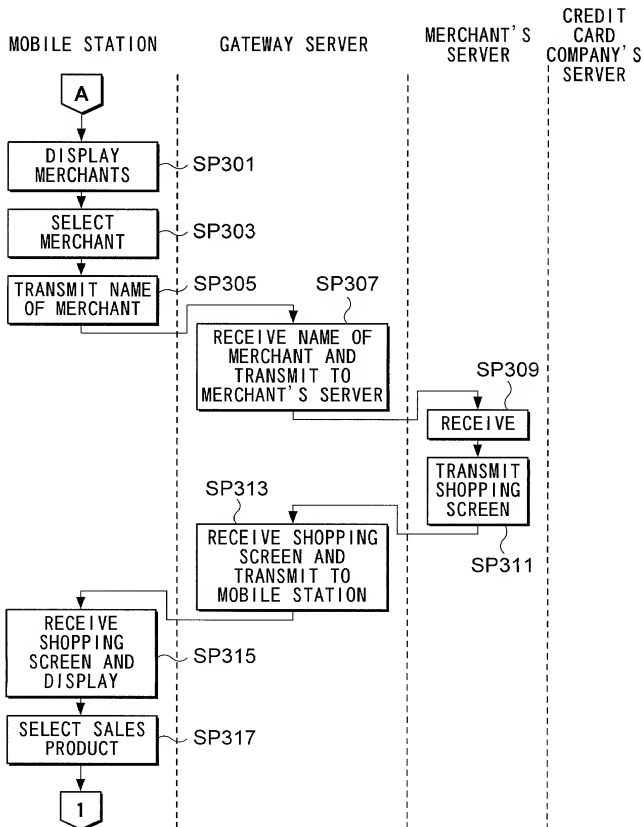 MOBILE STATION
GATEWAY SERVER
MERCHANT'S
SERVER
CREDIT
CARD
COMPANY'S
SERVER
A
DISPLAY
MERCHANTS
SP301
SELECT
MERCHANT
SP303
TRANSMIT NAME
OF MERCHANT
SP305
SP307
RECEIVE NAME OF
MERCHANT AND
TRANSMIT TO
MERCHANT'S SERVER
SP309
RECEIVE
TRANSMIT
SHOPPING
SCREEN
SP311
SP313
RECEIVE SHOPPING
SCREEN AND
TRANSMIT TO
MOBILE STATION
RECEIVE
SHOPPING
SCREEN AND
DISPLAY
SP315
SELECT SALES
PRODUCT
SP317
1